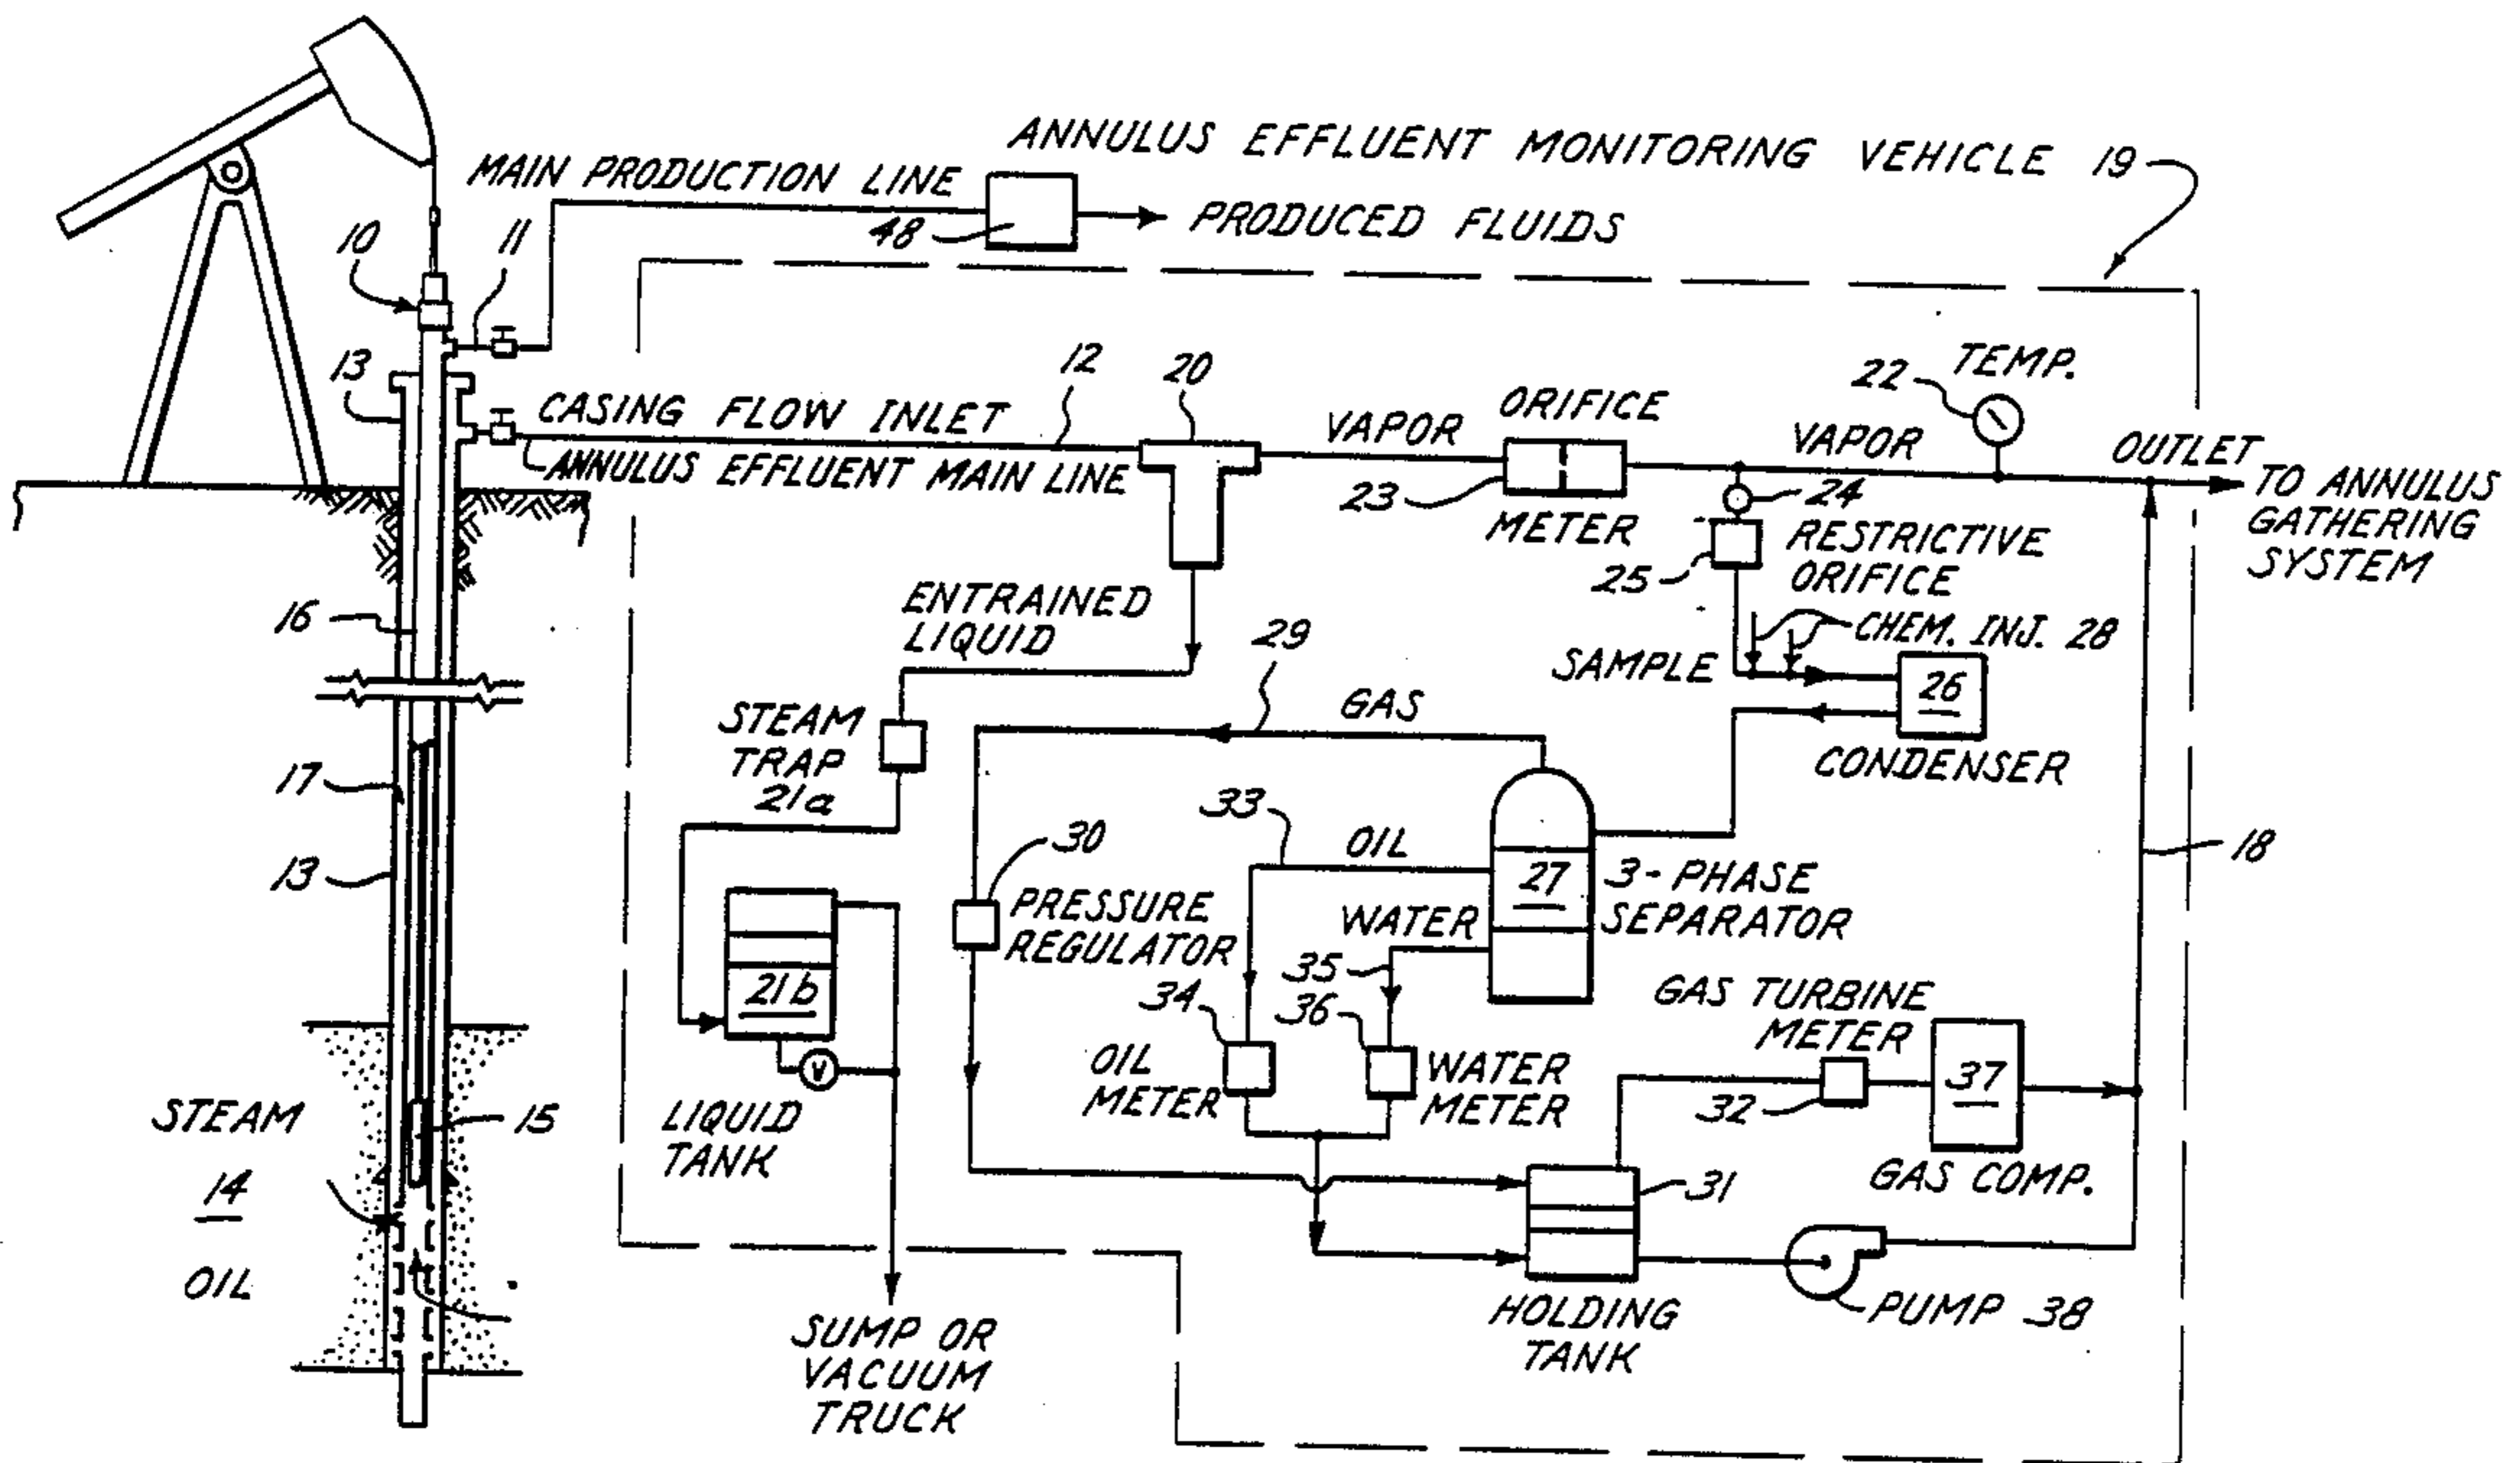 ANNULUS EFFLUENT MONITORING VEHICLE 19
MAIN PRODUCTION LINE
48
PRODUCED FLUIDS
10
11
13
12
20
CASING FLOW INLET
ANNULUS EFFLUENT MAIN LINE
VAPOR
ORIFICE
METER
23
22
TEMP.
VAPOR
OUTLET
TO ANNULUS
GATHERING
SYSTEM
24
25
RESTRICTIVE
ORIFICE
CHEM. INJ. 28
SAMPLE
26
CONDENSER
ENTRAINED
LIQUID
29
GAS
16
STEAM
TRAP
21a
17
13
33
OIL
30
PRESSURE
REGULATOR
27
3-PHASE
SEPARATOR
WATER
18
21b
35
34
36
GAS TURBINE
METER
OIL
METER
WATER
METER
32
37
LIQUID
TANK
STEAM
15
14
OIL
GAS COMP.
31
HOLDING
TANK
PUMP 38
V
SUMP OR
VACUUM
TRUCK